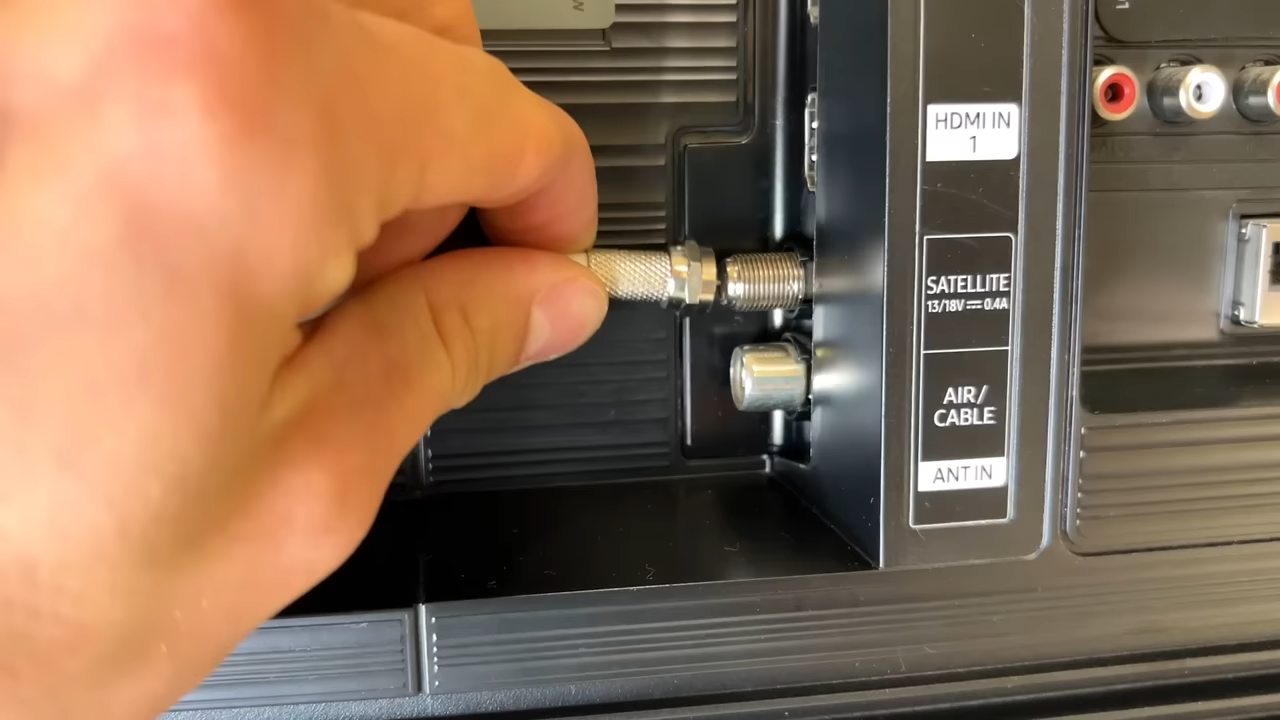 HDMI IN
1
SATELLITE
13/18V ⎓ 0.4A
AIR/
CABLE
ANT IN